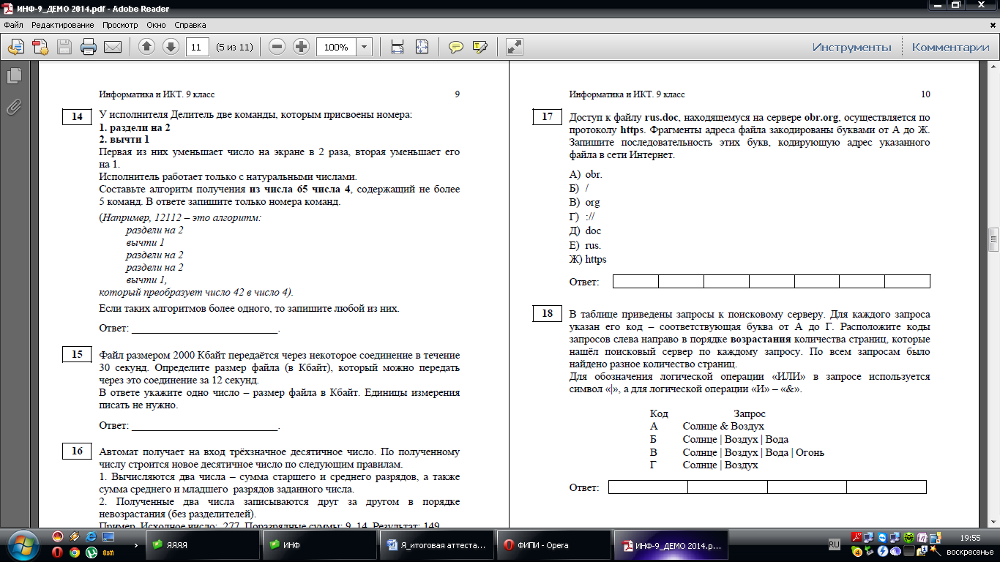 ИНФ-9_ДЕМО 2014.pdf - Adobe Reader
Файл Редактирование Просмотр Окно Справка
11 (5 из 11) 100% Инструменты Комментарии
Информатика и ИКТ. 9 класс 9
14 У исполнителя Делитель две команды, которым присвоены номера:
1. раздели на 2
2. вычти 1
Первая из них уменьшает число на экране в 2 раза, вторая уменьшает его
на 1.
Исполнитель работает только с натуральными числами.
Составьте алгоритм получения из числа 65 числа 4, содержащий не более
5 команд. В ответе запишите только номера команд.
(Например, 12112 – это алгоритм:
раздели на 2
вычти 1
раздели на 2
раздели на 2
вычти 1,
который преобразует число 42 в число 4).
Если таких алгоритмов более одного, то запишите любой из них.
Ответ: ___________________________.
15 Файл размером 2000 Кбайт передаётся через некоторое соединение в течение
30 секунд. Определите размер файла (в Кбайт), который можно передать
через это соединение за 12 секунд.
В ответе укажите одно число – размер файла в Кбайт. Единицы измерения
писать не нужно.
Ответ: ___________________________.
16 Автомат получает на вход трёхзначное десятичное число. По полученному
числу строится новое десятичное число по следующим правилам.
1. Вычисляются два числа – сумма старшего и среднего разрядов, а также
сумма среднего и младшего разрядов заданного числа.
2. Полученные два числа записываются друг за другом в порядке
невозрастания (без разделителей).
Пример. Исходное число: 277. Поразрядные суммы: 9, 14. Результат: 149.
Информатика и ИКТ. 9 класс 10
17 Доступ к файлу rus.doc, находящемуся на сервере obr.org, осуществляется по
протоколу https. Фрагменты адреса файла закодированы буквами от А до Ж.
Запишите последовательность этих букв, кодирующую адрес указанного
файла в сети Интернет.
А) obr.
Б) /
В) org
Г) ://
Д) doc
Е) rus.
Ж) https
Ответ:
18 В таблице приведены запросы к поисковому серверу. Для каждого запроса
указан его код – соответствующая буква от А до Г. Расположите коды
запросов слева направо в порядке возрастания количества страниц, которые
нашёл поисковый сервер по каждому запросу. По всем запросам было
найдено разное количество страниц.
Для обозначения логической операции «ИЛИ» в запросе используется
символ «|», а для логической операции «И» – «&».
Код Запрос
А Солнце & Воздух
Б Солнце | Воздух | Вода
В Солнце | Воздух | Вода | Огонь
Г Солнце | Воздух
Ответ:
ЯЯЯЯ ИНФ Я_итоговая аттеста... ФИПИ - Opera ИНФ-9_ДЕМО 2014.p... RU 19:55
воскресенье